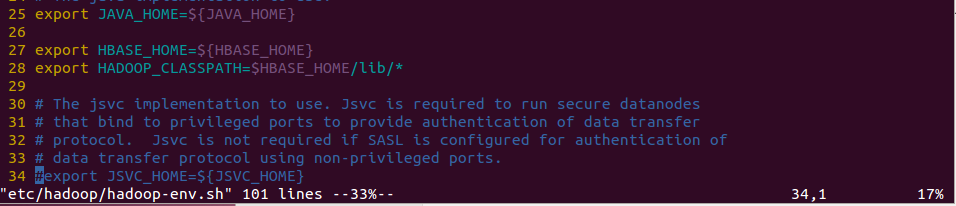 25 export JAVA_HOME=${JAVA_HOME}
26
27 export HBASE_HOME=${HBASE_HOME}
28 export HADOOP_CLASSPATH=$HBASE_HOME/lib/*
29
30 # The jsvc implementation to use. Jsvc is required to run secure datanodes
31 # that bind to privileged ports to provide authentication of data transfer
32 # protocol.  Jsvc is not required if SASL is configured for authentication of
33 # data transfer protocol using non-privileged ports.
34 #export JSVC_HOME=${JSVC_HOME}
"etc/hadoop/hadoop-env.sh" 101 lines --33%-- 34,1 17%